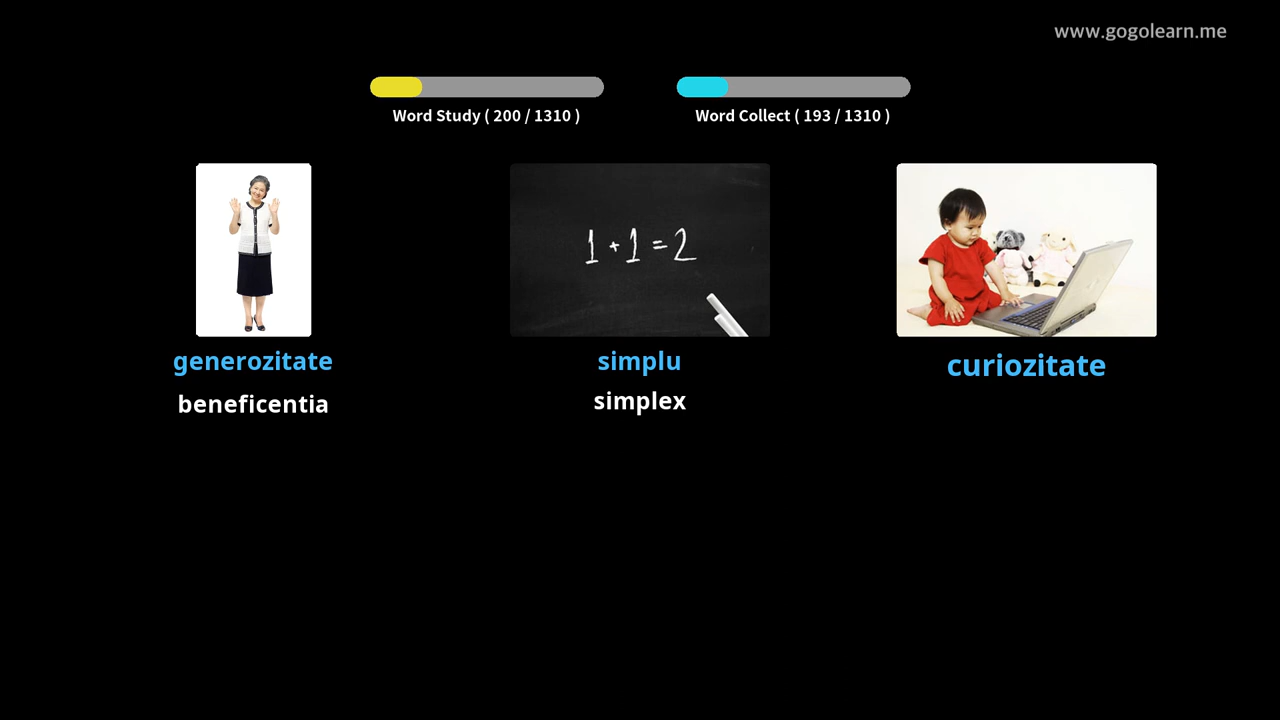 www.gogolearn.me
Word Study ( 200 / 1310 )
Word Collect ( 193 / 1310 )
1 + 1 = 2
generozitate
simplu
curiozitate
beneficentia
simplex